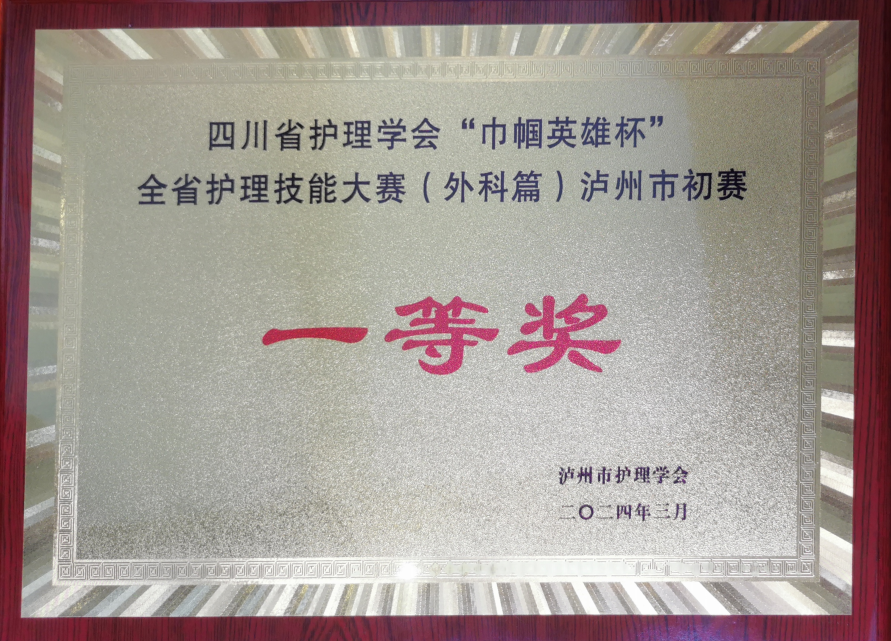 四川省护理学会“巾帼英雄杯”
全省护理技能大赛（外科篇）泸州市初赛
一等奖
泸州市护理学会
二〇二四年三月